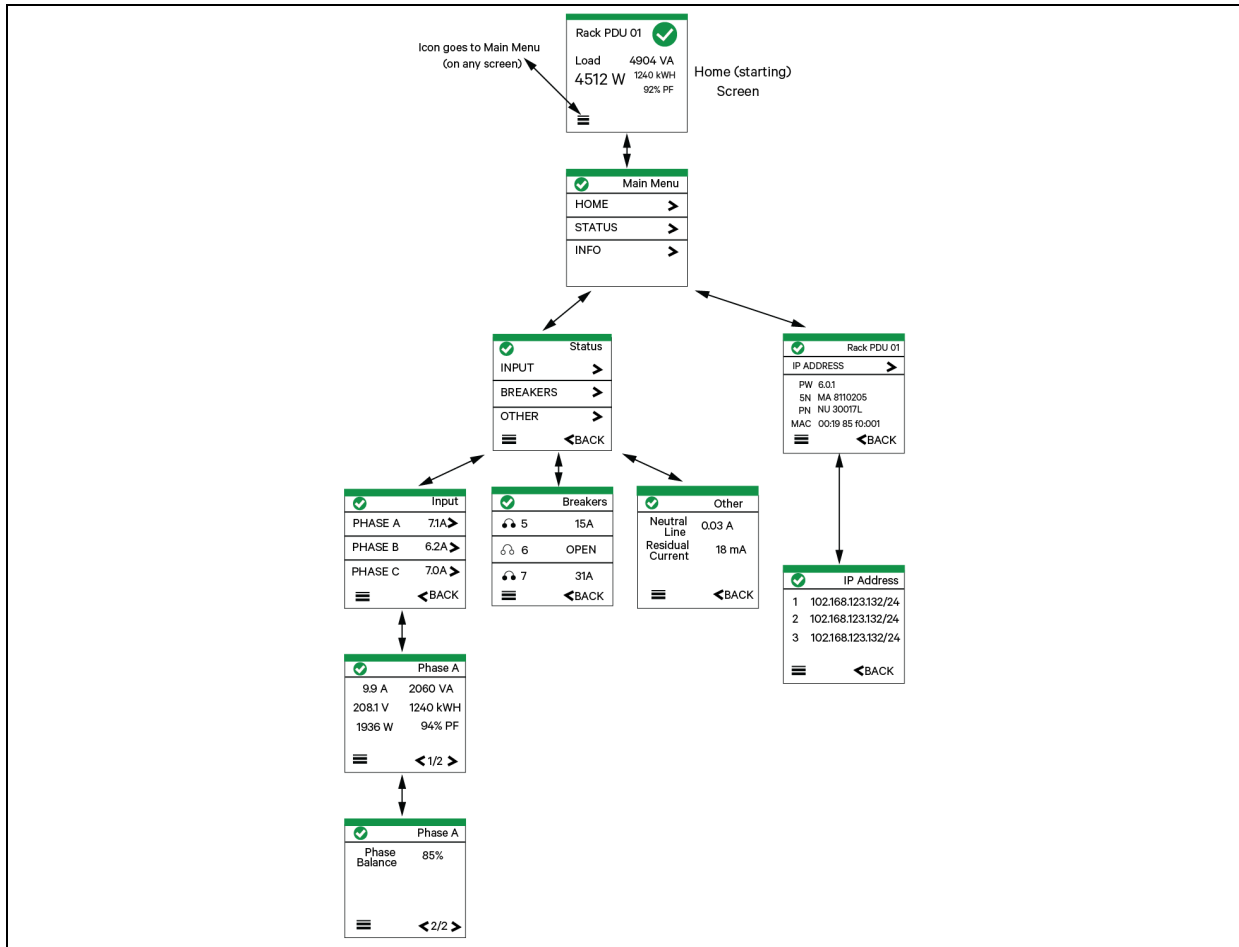 Icon goes to Main Menu
(on any screen)
Rack PDU 01
Load 4904 VA
4512 W 1240 kWH
92% PF
Home (starting)
Screen
Main Menu
HOME
STATUS
INFO
Status
INPUT
BREAKERS
OTHER
BACK
Rack PDU 01
IP ADDRESS
PW 6.0.1
5N MA 8110205
PN NU 30017L
MAC 00:19 85 f0:001
BACK
Input
PHASE A 7.1A
PHASE B 6.2A
PHASE C 7.0A
BACK
Breakers
5 15A
6 OPEN
7 31A
BACK
Other
Neutral
Line 0.03 A
Residual
Current 18 mA
BACK
IP Address
1 102.168.123.132/24
2 102.168.123.132/24
3 102.168.123.132/24
BACK
Phase A
9.9 A 2060 VA
208.1 V 1240 kWH
1936 W 94% PF
< 1/2 >
Phase A
Phase
Balance 85%
< 2/2 >